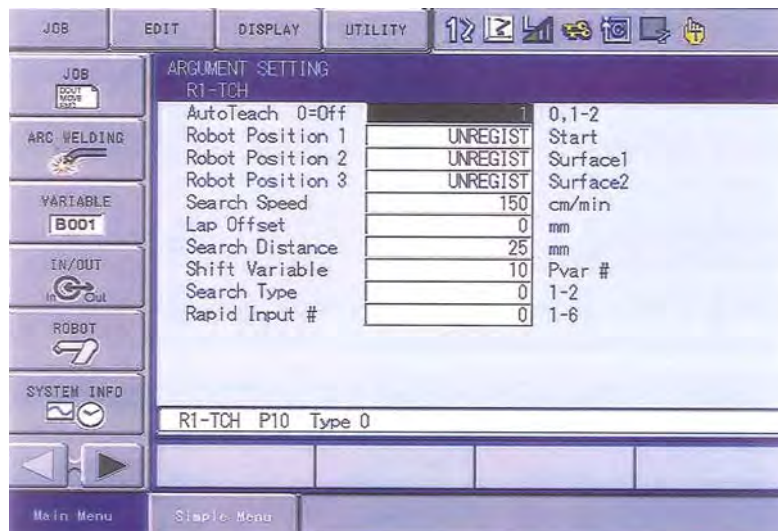 JOB EDIT DISPLAY UTILITY
JOB
DOUT
MOVE
END
ARC WELDING
VARIABLE
B001
IN/OUT
In Out
ROBOT
SYSTEM INFO
ARGUMENT SETTING
R1-TCH
AutoTeach 0=Off 1 0,1-2
Robot Position 1 UNREGIST Start
Robot Position 2 UNREGIST Surface1
Robot Position 3 UNREGIST Surface2
Search Speed 150 cm/min
Lap Offset 0 mm
Search Distance 25 mm
Shift Variable 10 Pvar #
Search Type 0 1-2
Rapid Input # 0 1-6
R1-TCH P10 Type 0
Main Menu Simple Menu